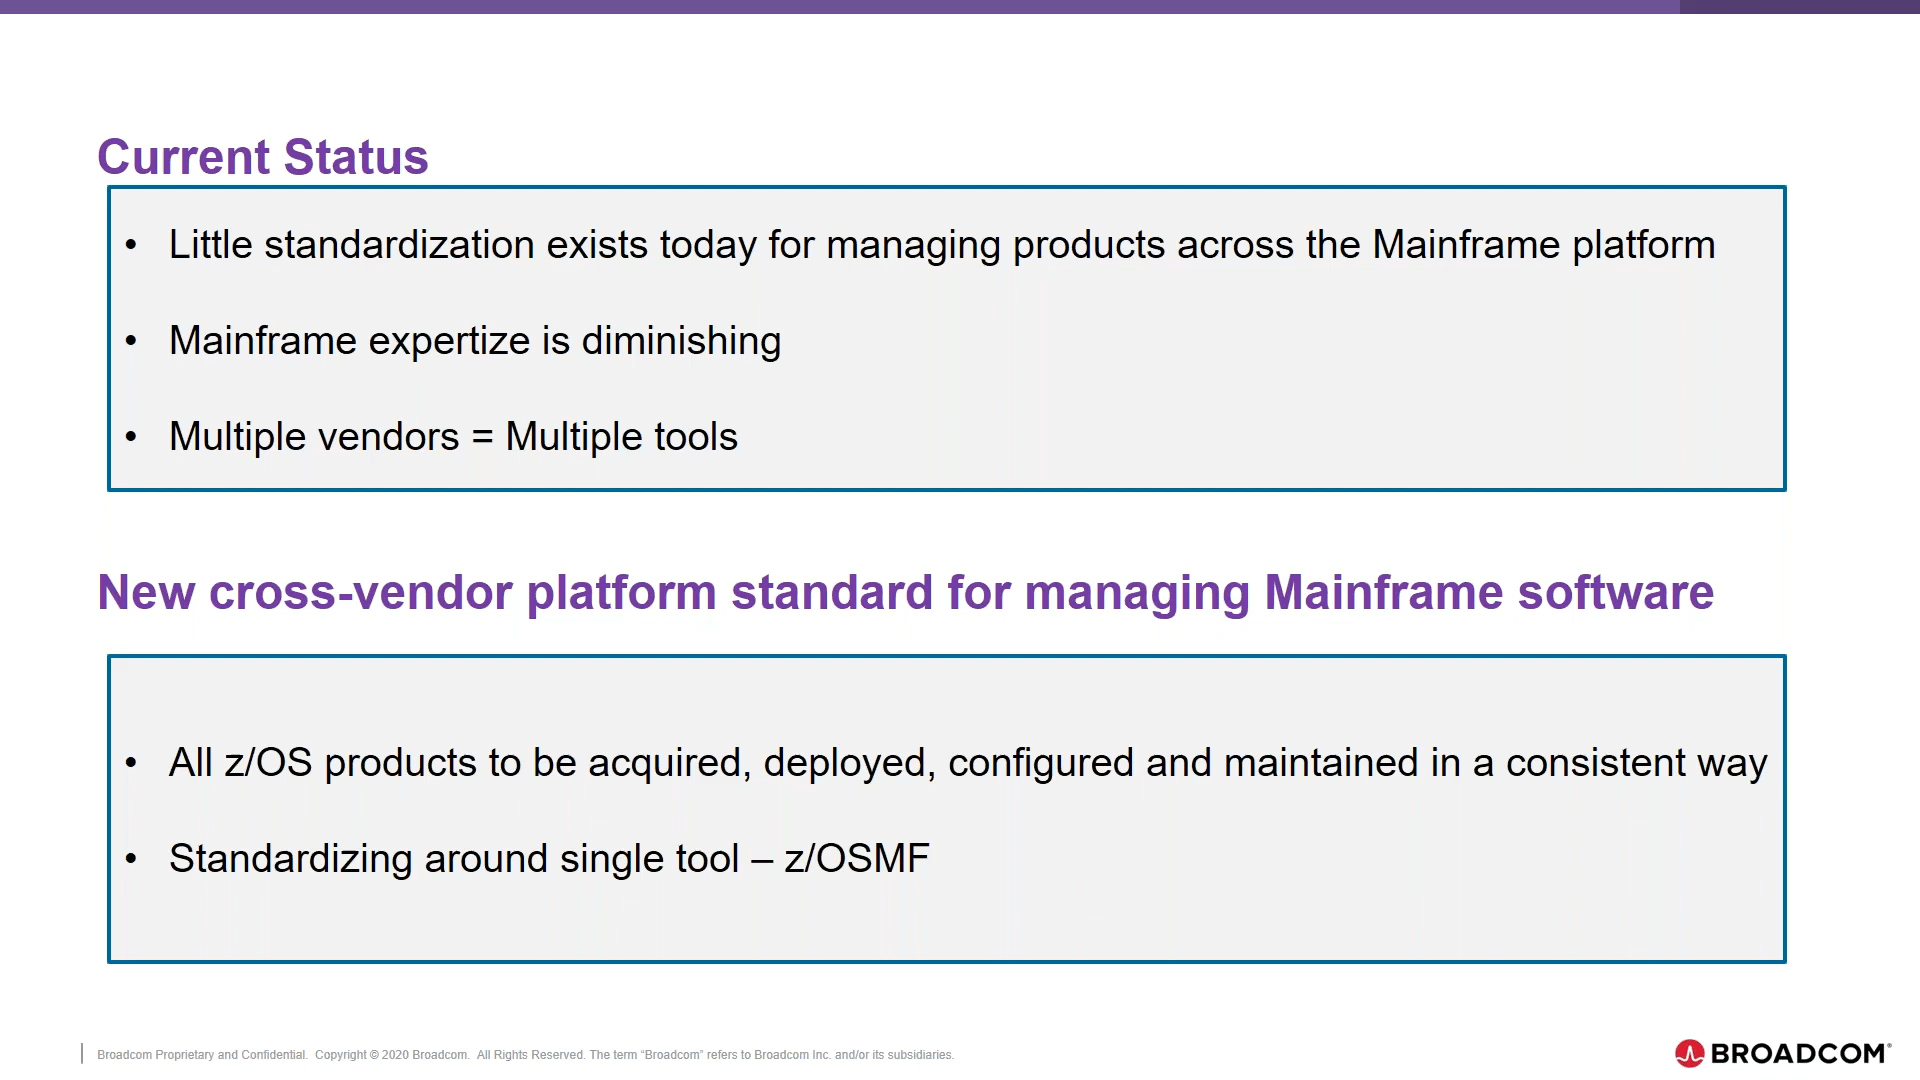 Current Status
• Little standardization exists today for managing products across the Mainframe platform
• Mainframe expertize is diminishing
• Multiple vendors = Multiple tools
New cross-vendor platform standard for managing Mainframe software
• All z/OS products to be acquired, deployed, configured and maintained in a consistent way
• Standardizing around single tool – z/OSMF
Broadcom Proprietary and Confidential. Copyright © 2020 Broadcom. All Rights Reserved. The term “Broadcom” refers to Broadcom Inc. and/or its subsidiaries.
BROADCOM®